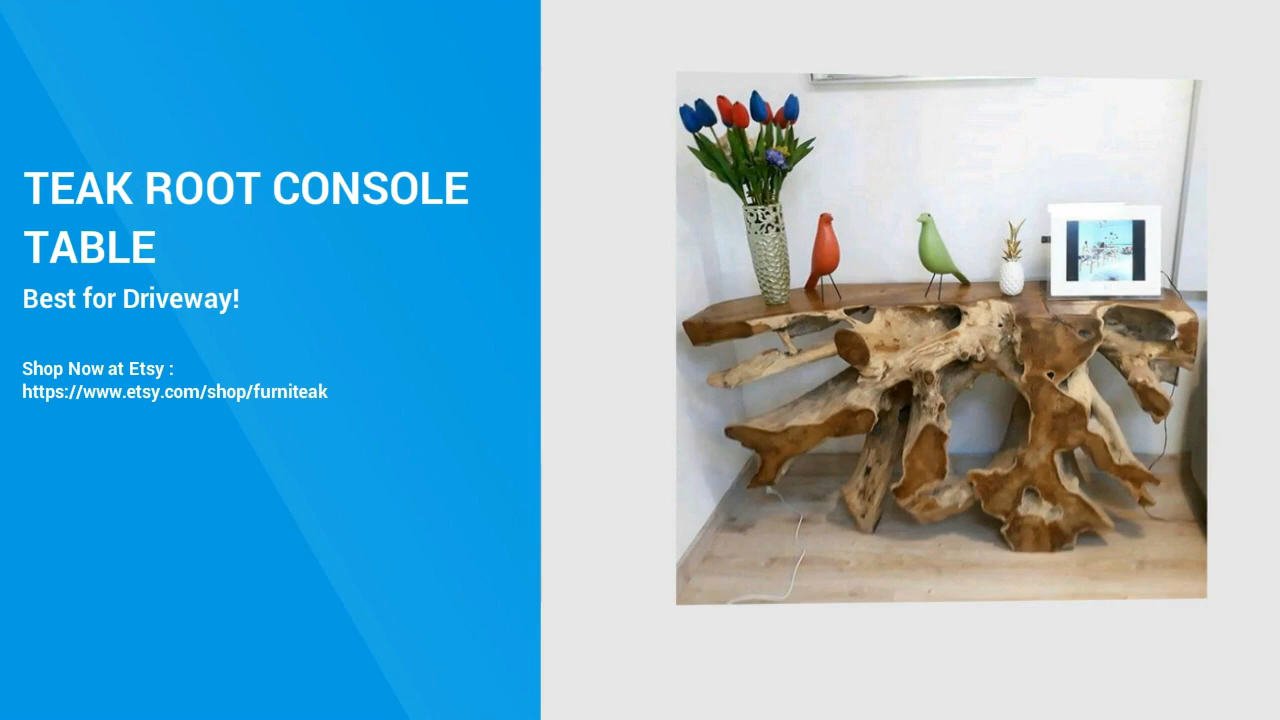 TEAK ROOT CONSOLE
TABLE
Best for Driveway!
Shop Now at Etsy :
https://www.etsy.com/shop/furniteak